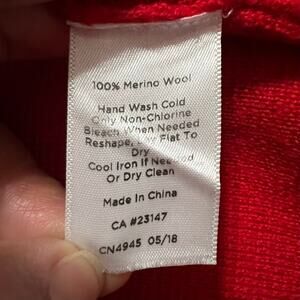 100% Merino Wool
Hand Wash Cold
Only Non-Chlorine
Bleach When Needed
Reshape, Lay Flat To
Dry
Cool Iron If Needed
Or Dry Clean
Made In China
CA #23147
CN4945 05/18